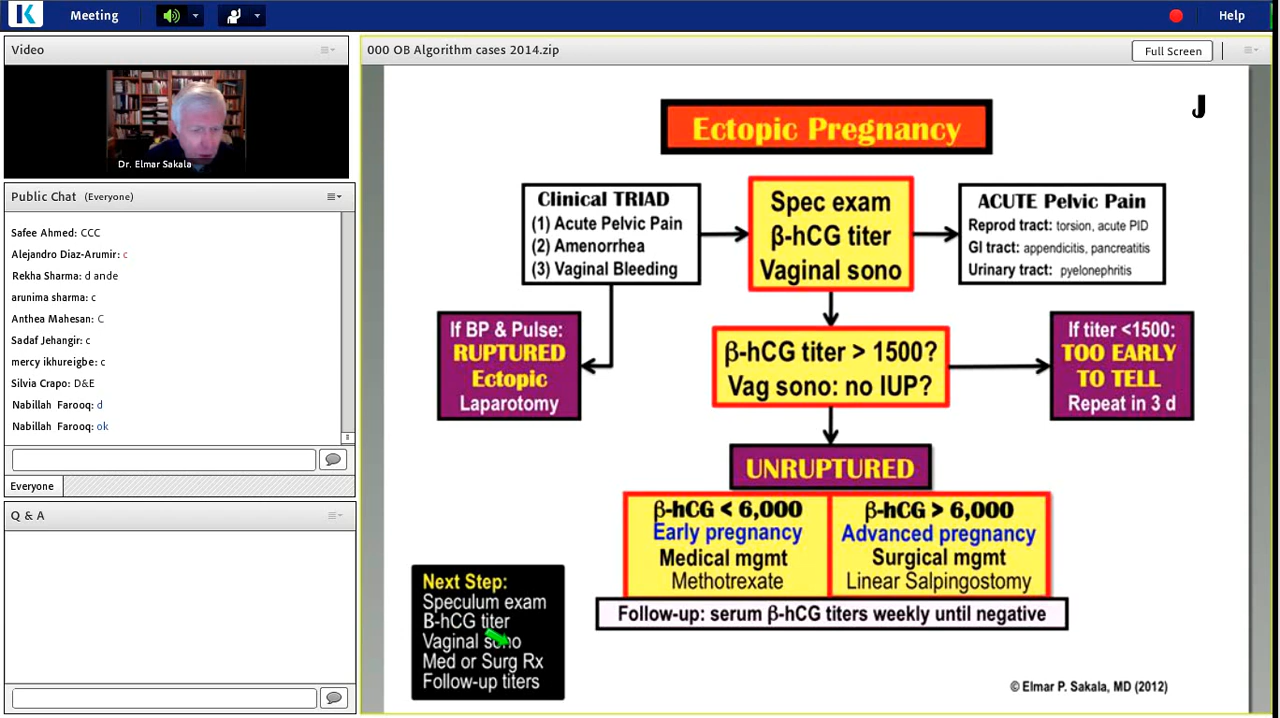 K
Meeting
Help
Video
Dr. Elmar Sakala
Public Chat (Everyone)
Safee Ahmed: CCC
Alejandro Diaz-Arumir: c
Rekha Sharma: d ande
arunima sharma: c
Anthea Mahesan: C
Sadaf Jehangir: c
mercy ikhureigbe: c
Silvia Crapo: D&E
Nabillah Farooq: d
Nabillah Farooq: ok
Everyone
Q & A
000 OB Algorithm cases 2014.zip
Full Screen
J
Ectopic Pregnancy
Clinical TRIAD
(1) Acute Pelvic Pain
(2) Amenorrhea
(3) Vaginal Bleeding
Spec exam
β-hCG titer
Vaginal sono
ACUTE Pelvic Pain
Reprod tract: torsion, acute PID
GI tract: appendicitis, pancreatitis
Urinary tract: pyelonephritis
If BP & Pulse:
RUPTURED
Ectopic
Laparotomy
β-hCG titer > 1500?
Vag sono: no IUP?
If titer <1500:
TOO EARLY
TO TELL
Repeat in 3 d
UNRUPTURED
β-hCG < 6,000
Early pregnancy
Medical mgmt
Methotrexate
β-hCG > 6,000
Advanced pregnancy
Surgical mgmt
Linear Salpingostomy
Follow-up: serum β-hCG titers weekly until negative
Next Step:
Speculum exam
B-hCG titer
Vaginal sono
Med or Surg Rx
Follow-up titers
© Elmar P. Sakala, MD (2012)